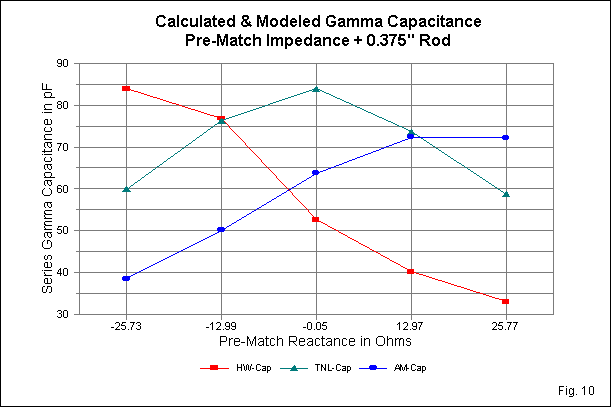 Calculated & Modeled Gamma Capacitance
Pre-Match Impedance + 0.375" Rod
Series Gamma Capacitance in pF
90
80
70
60
50
40
30
-25.73 -12.99 -0.05 12.97 25.77
Pre-Match Reactance in Ohms
HW-Cap TNL-Cap AM-Cap
Fig. 10